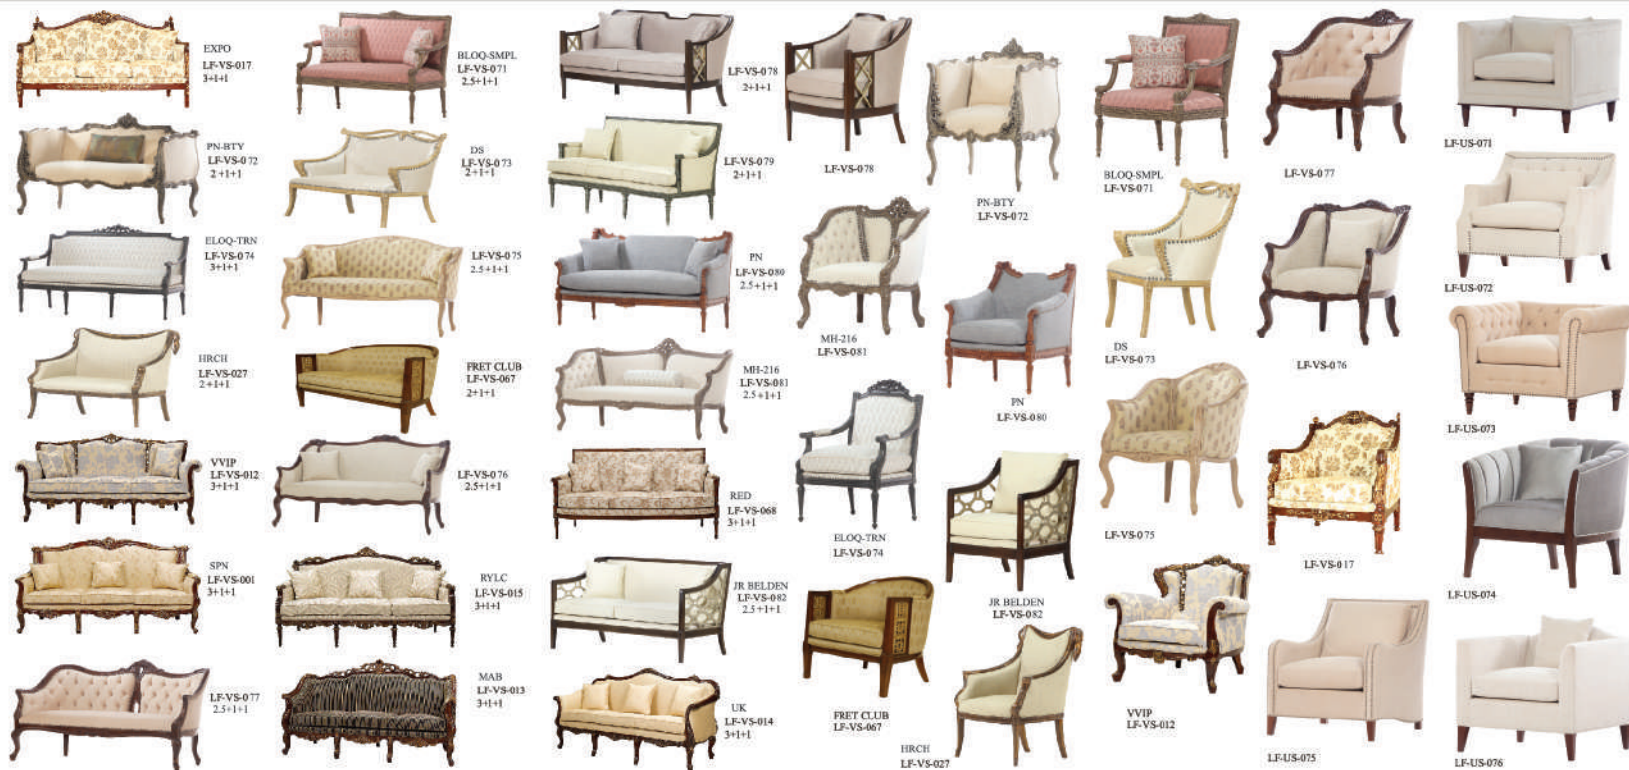 EXPO
LF-VS-017
3+1+1
PN-BTY
LF-VS-072
2+1+1
ELOQ-TRN
LF-VS-074
3+1+1
HRCH
LF-VS-027
2+1+1
VVIP
LF-VS-012
3+1+1
SPN
LF-VS-001
3+1+1
LF-VS-077
2.5+1+1
BLOQ-SMPL
LF-VS-071
2.5+1+1
DS
LF-VS-073
2+1+1
LF-VS-075
2.5+1+1
FRET CLUB
LF-VS-067
2+1+1
LF-VS-076
2.5+1+1
RYLC
LF-VS-015
3+1+1
MAB
LF-VS-013
3+1+1
LF-VS-078
2+1+1
LF-VS-079
2+1+1
PN
LF-VS-080
2.5+1+1
MH-216
LF-VS-081
2.5+1+1
RED
LF-VS-068
3+1+1
JR BELDEN
LF-VS-082
2.5+1+1
UK
LF-VS-014
3+1+1
LF-VS-078
MH-216
LF-VS-081
ELOQ-TRN
LF-VS-074
FRET CLUB
LF-VS-067
PN-BTY
LF-VS-072
PN
LF-VS-080
JR BELDEN
LF-VS-082
HRCH
LF-VS-027
BLOQ-SMPL
LF-VS-071
DS
LF-VS-073
LF-VS-075
VVIP
LF-VS-012
LF-VS-077
LF-VS-076
LF-VS-017
LF-US-075
LF-US-071
LF-US-072
LF-US-073
LF-US-074
LF-US-076